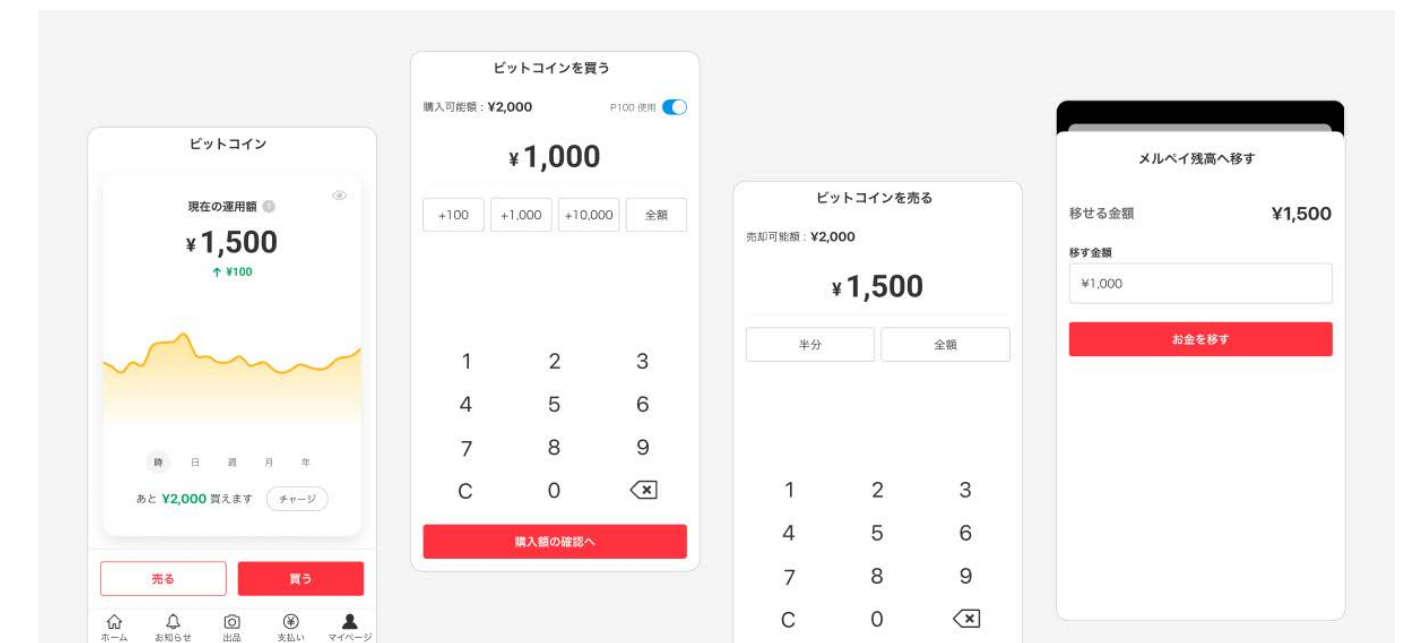 ビットコイン
現在の運用額
¥1,500
↑ ¥100
時 日 週 月 年
あと ¥2,000 買えます チャージ
売る 買う
ホーム お知らせ 出品 支払い マイページ
ビットコインを買う
購入可能額 : ¥2,000 P100 使用
¥1,000
+100 +1,000 +10,000 全額
1 2 3
4 5 6
7 8 9
C 0
購入額の確認へ
ビットコインを売る
売却可能額 : ¥2,000
¥1,500
半分 全額
1 2 3
4 5 6
7 8 9
C 0
メルペイ残高へ移す
移せる金額 ¥1,500
移す金額
¥1,000
お金を移す